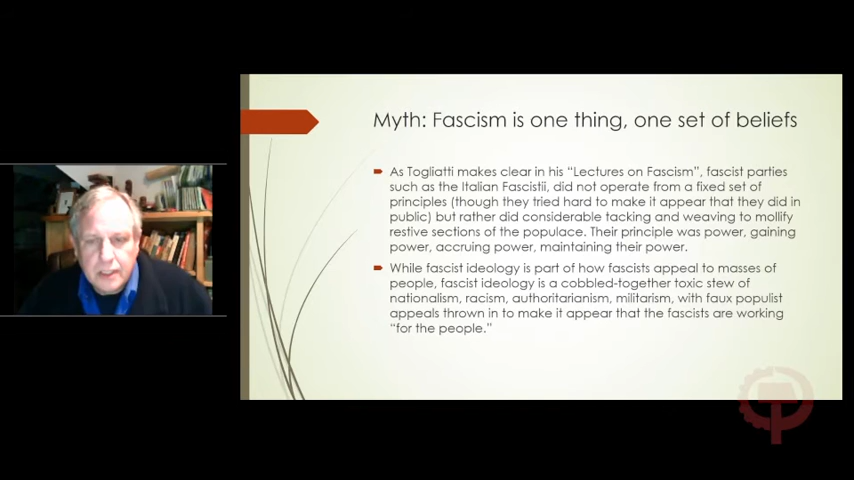 Myth: Fascism is one thing, one set of beliefs
As Togliatti makes clear in his “Lectures on Fascism”, fascist parties
such as the Italian Fascistii, did not operate from a fixed set of
principles (though they tried hard to make it appear that they did in
public) but rather did considerable tacking and weaving to mollify
restive sections of the populace. Their principle was power, gaining
power, accruing power, maintaining their power.
While fascist ideology is part of how fascists appeal to masses of
people, fascist ideology is a cobbled-together toxic stew of
nationalism, racism, authoritarianism, militarism, with faux populist
appeals thrown in to make it appear that the fascists are working
“for the people.”